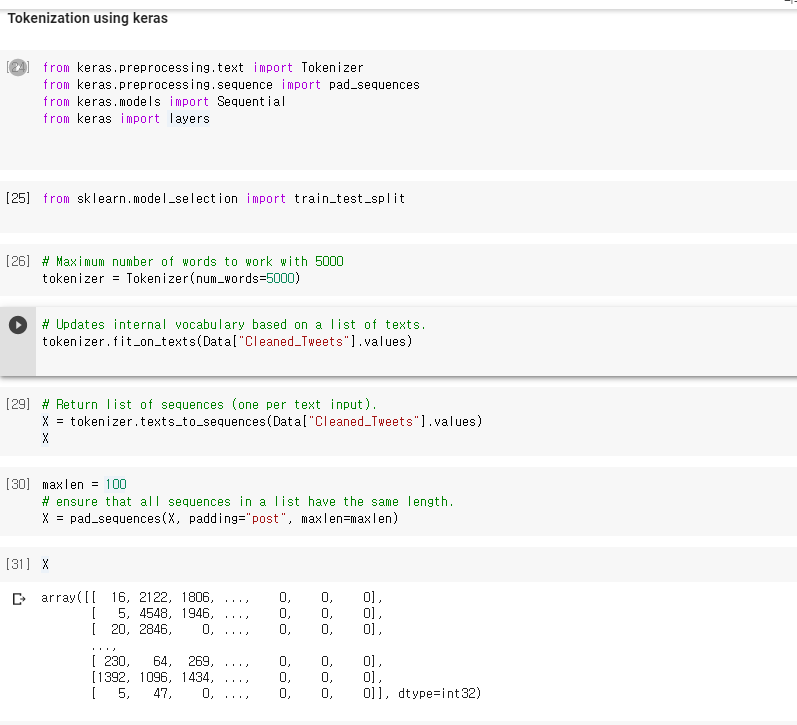 Tokenization using keras
[24] from keras.preprocessing.text import Tokenizer
from keras.preprocessing.sequence import pad_sequences
from keras.models import Sequential
from keras import layers
[25] from sklearn.model_selection import train_test_split
[26] # Maximum number of words to work with 5000
tokenizer = Tokenizer(num_words=5000)
# Updates internal vocabulary based on a list of texts.
tokenizer.fit_on_texts(Data["Cleaned_Tweets"].values)
[29] # Return list of sequences (one per text input).
X = tokenizer.texts_to_sequences(Data["Cleaned_Tweets"].values)
X
[30] maxlen = 100
# ensure that all sequences in a list have the same length.
X = pad_sequences(X, padding="post", maxlen=maxlen)
[31] X
array([[  16, 2122, 1806, ...,    0,    0,    0],
[   5, 4548, 1946, ...,    0,    0,    0],
[  20, 2846,    0, ...,    0,    0,    0],
...,
[ 230,   64,  269, ...,    0,    0,    0],
[1392, 1096, 1434, ...,    0,    0,    0],
[   5,   47,    0, ...,    0,    0,    0]], dtype=int32)